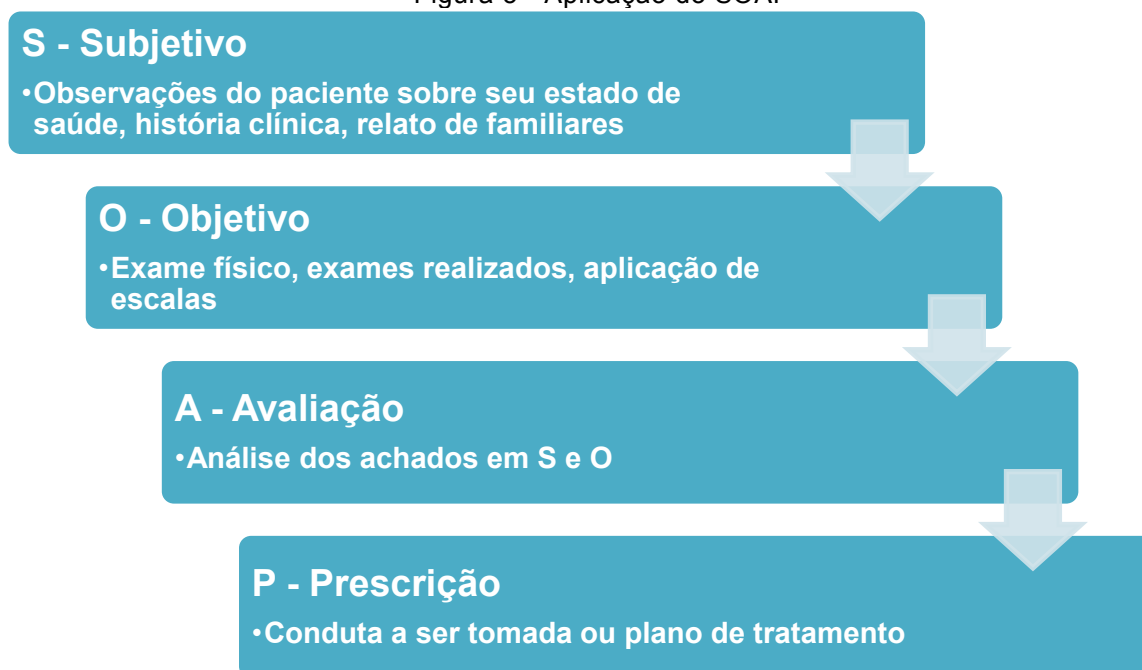 S - Subjetivo
•Observações do paciente sobre seu estado de
saúde, história clínica, relato de familiares
O - Objetivo
•Exame físico, exames realizados, aplicação de
escalas
A - Avaliação
•Análise dos achados em S e O
P - Prescrição
•Conduta a ser tomada ou plano de tratamento